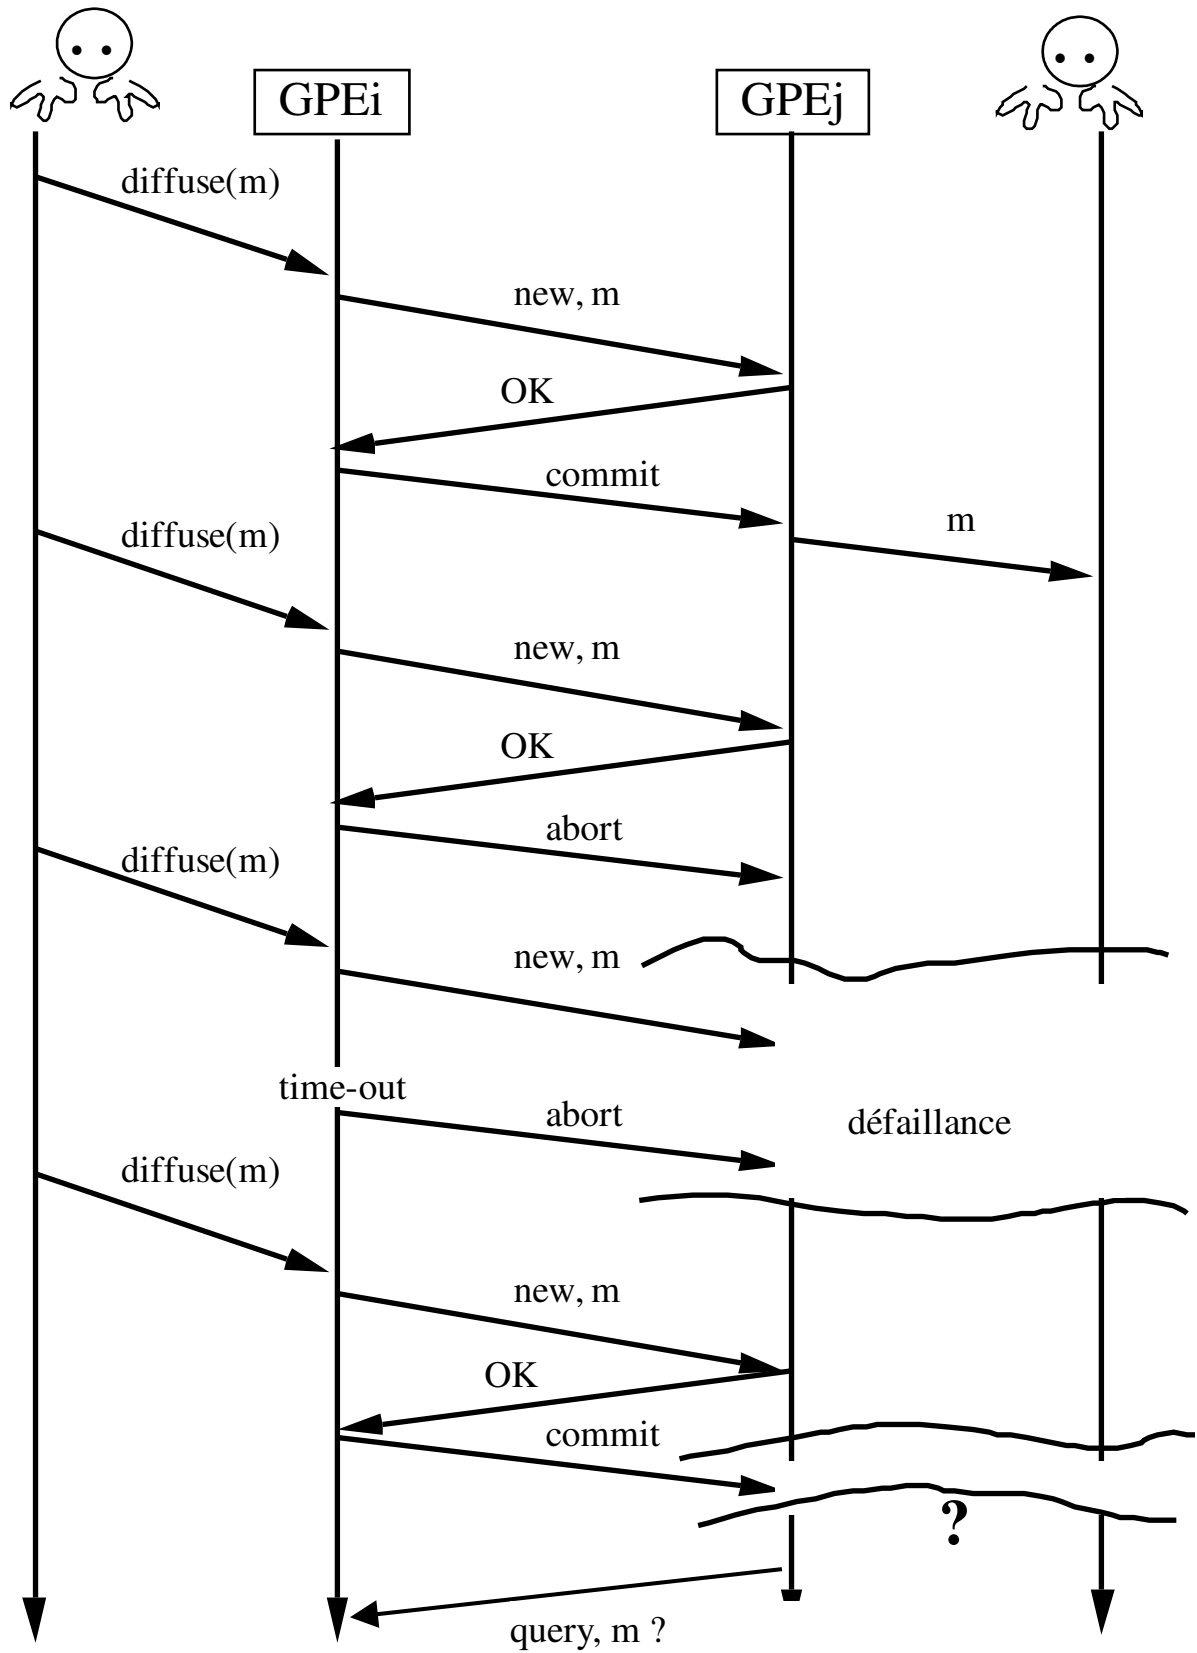 GPEi
GPEj
diffuse(m)
new, m
OK
commit
m
diffuse(m)
new, m
OK
abort
diffuse(m)
new, m
time-out
abort
défaillance
diffuse(m)
new, m
OK
commit
?
query, m ?